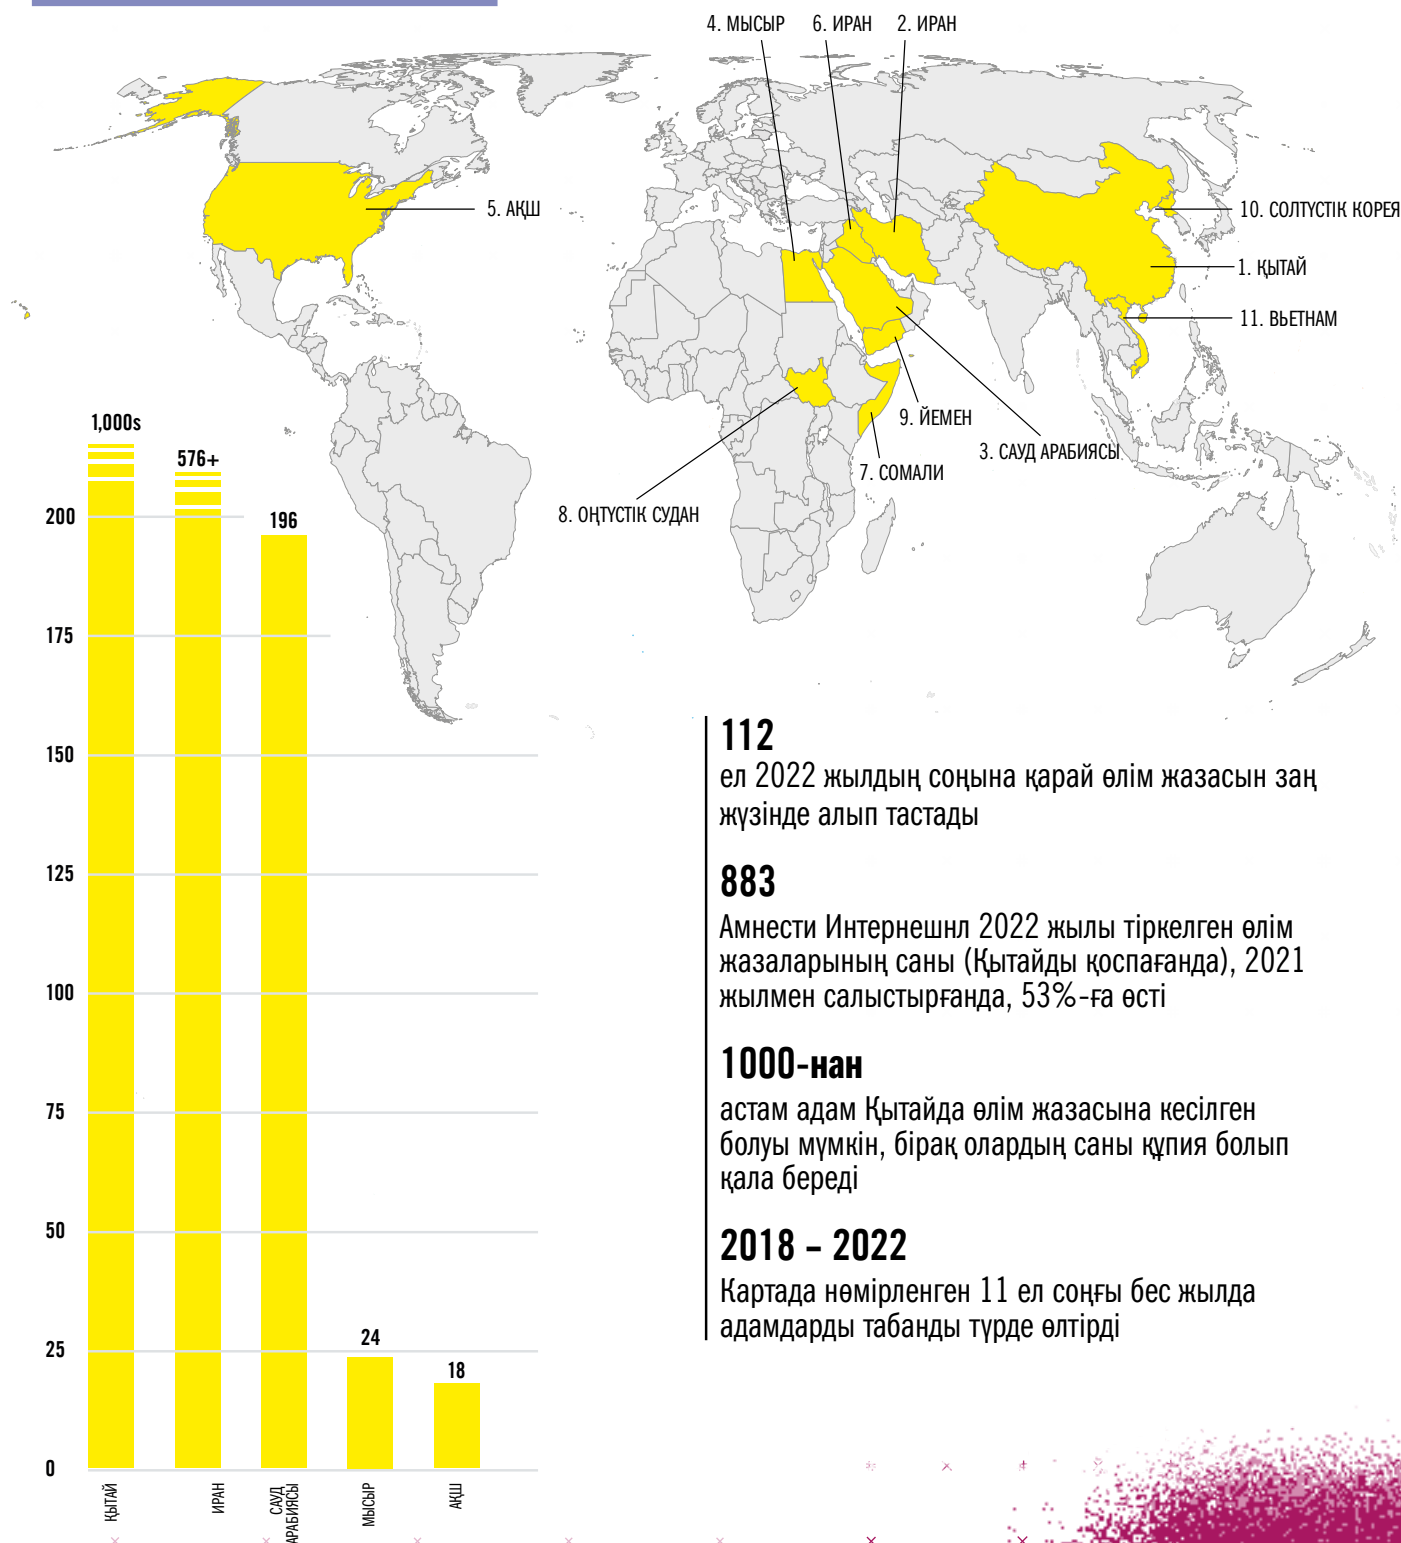 4. МЫСЫР
6. ИРАН
2. ИРАН
5. АҚШ
10. СОЛТҮСТІК КОРЕЯ
1. ҚЫТАЙ
11. ВЬЕТНАМ
9. ЙЕМЕН
3. САУД АРАБИЯСЫ
7. СОМАЛИ
8. ОҢТҮСТІК СУДАН
1,000s
576+
196
24
18
200
175
150
125
100
75
50
25
0
ҚЫТАЙ
ИРАН
САУД
АРАБИЯСЫ
МЫСЫР
АҚШ
112
ел 2022 жылдың соңына қарай өлім жазасын заң
жүзінде алып тастады
883
Амнести Интернешнл 2022 жылы тіркелген өлім
жазаларының саны (Қытайды қоспағанда), 2021
жылмен салыстырғанда, 53%-ға өсті
1000-нан
астам адам Қытайда өлім жазасына кесілген
болуы мүмкін, бірақ олардың саны құпия болып
қала береді
2018 – 2022
Картада нөмірленген 11 ел соңғы бес жылда
адамдарды табанды түрде өлтірді